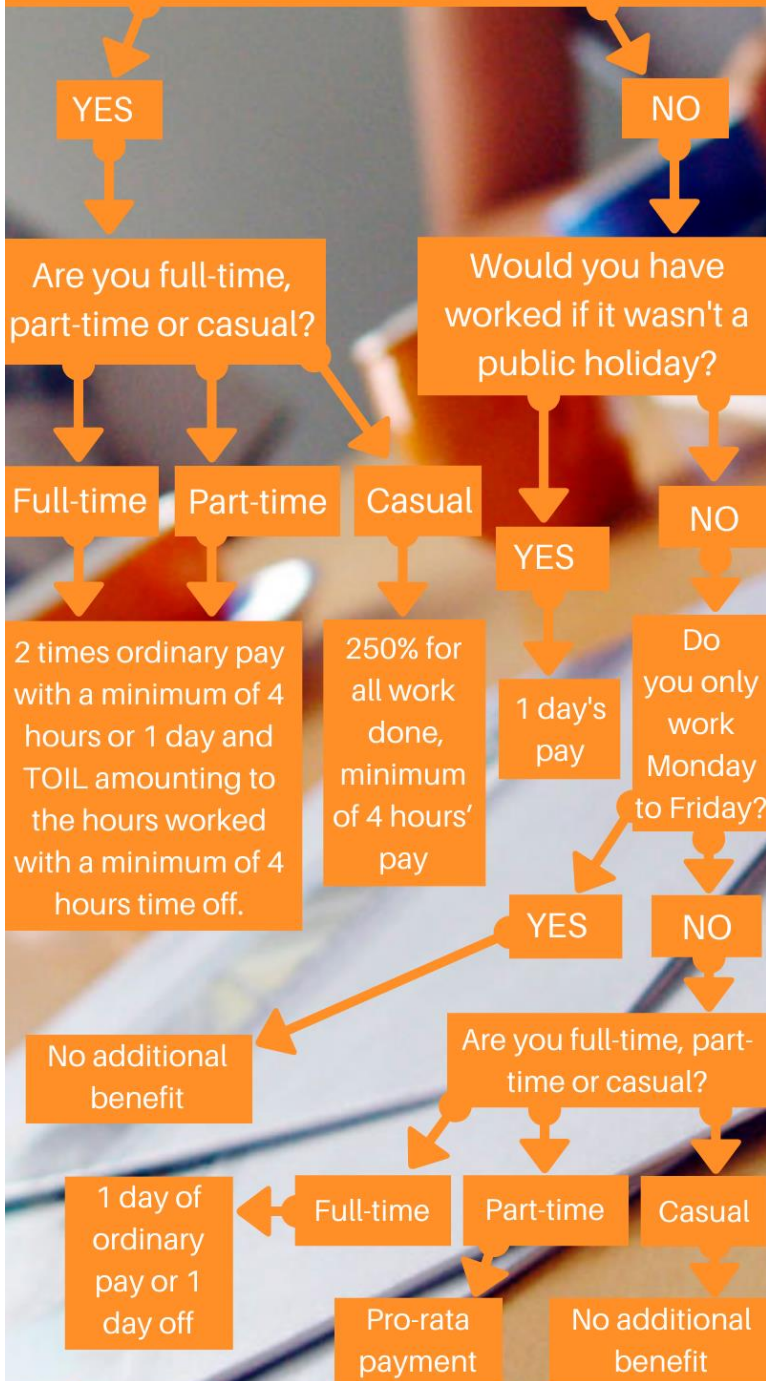 YES
NO
Are you full-time,
part-time or casual?
Would you have
worked if it wasn't a
public holiday?
Full-time
Part-time
Casual
YES
NO
2 times ordinary pay
with a minimum of 4
hours or 1 day and
TOIL amounting to
the hours worked
with a minimum of 4
hours time off.
250% for
all work
done,
minimum
of 4 hours’
pay
1 day's
pay
Do
you only
work
Monday
to Friday?
YES
NO
No additional
benefit
Are you full-time, part-
time or casual?
Full-time
Part-time
Casual
1 day of
ordinary
pay or 1
day off
Pro-rata
payment
No additional
benefit